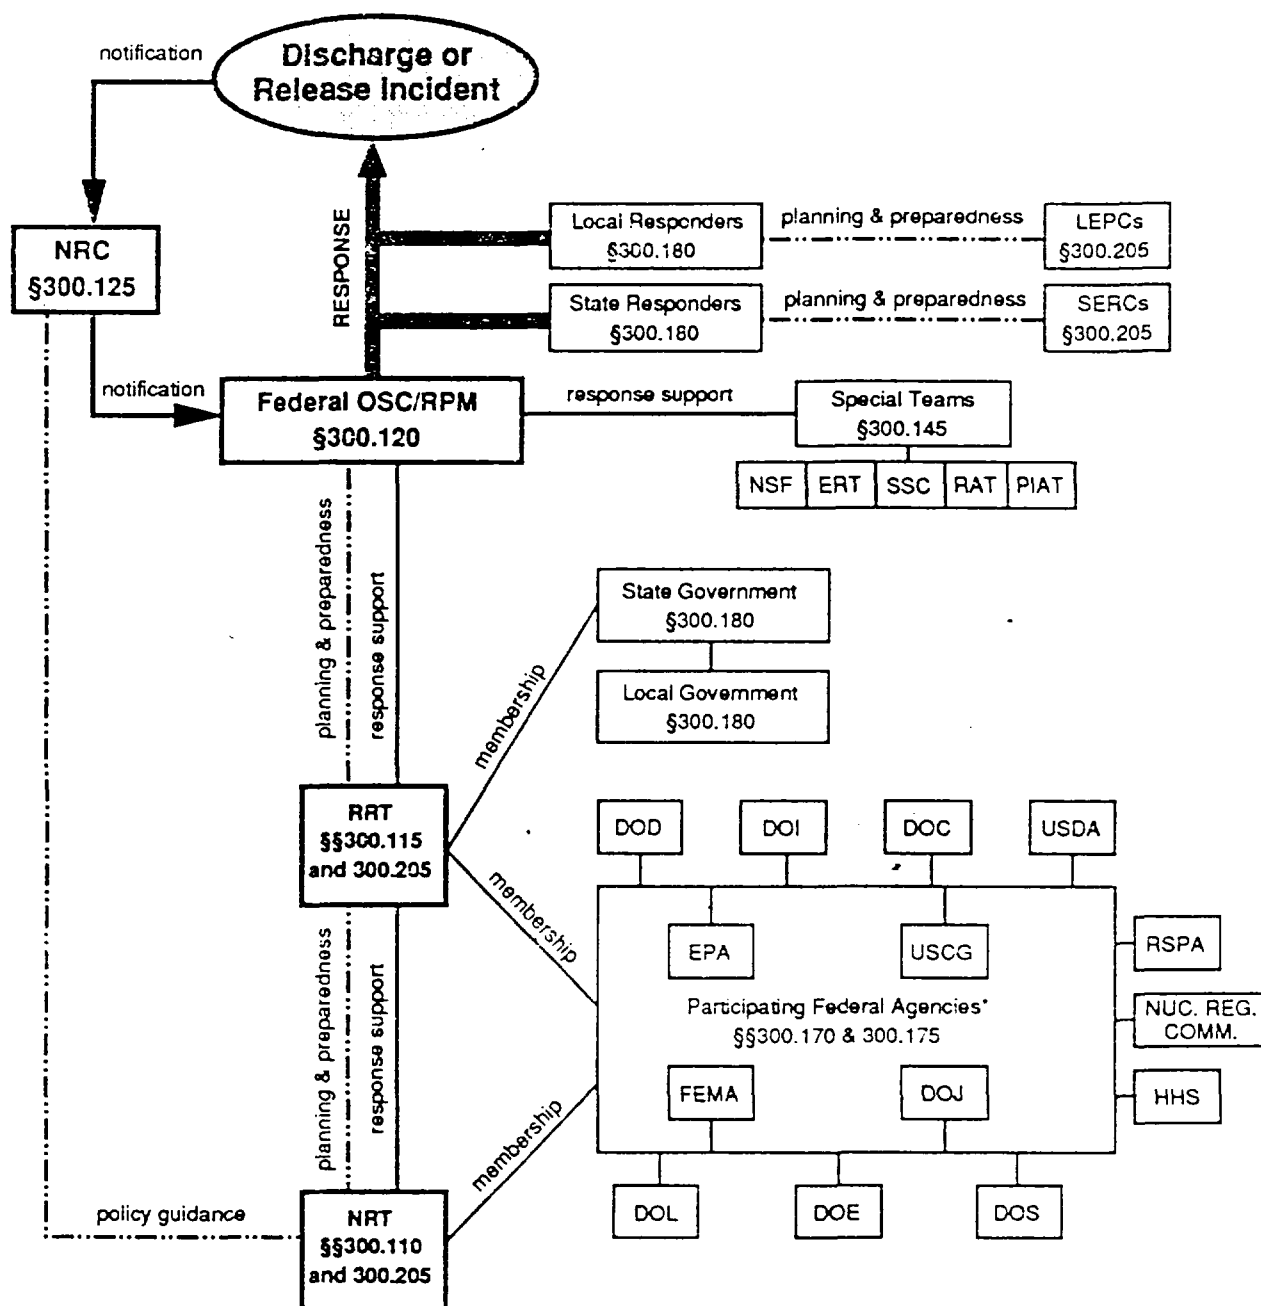 notification
Discharge or
Release Incident
NRC
§300.125
RESPONSE
Local Responders
§300.180
planning & preparedness
LEPCs
§300.205
State Responders
§300.180
planning & preparedness
SERCs
§300.205
notification
Federal OSC/RPM
§300.120
response support
Special Teams
§300.145
NSF
ERT
SSC
RAT
PIAT
planning & preparedness
response support
State Government
§300.180
Local Government
§300.180
membership
RRT
§§300.115
and 300.205
membership
DOD
DOI
DOC
USDA
EPA
USCG
RSPA
Participating Federal Agencies*
§§300.170 & 300.175
NUC. REG.
COMM.
FEMA
DOJ
HHS
planning & preparedness
response support
membership
DOL
DOE
DOS
policy guidance
NRT
§§300.110
and 300.205